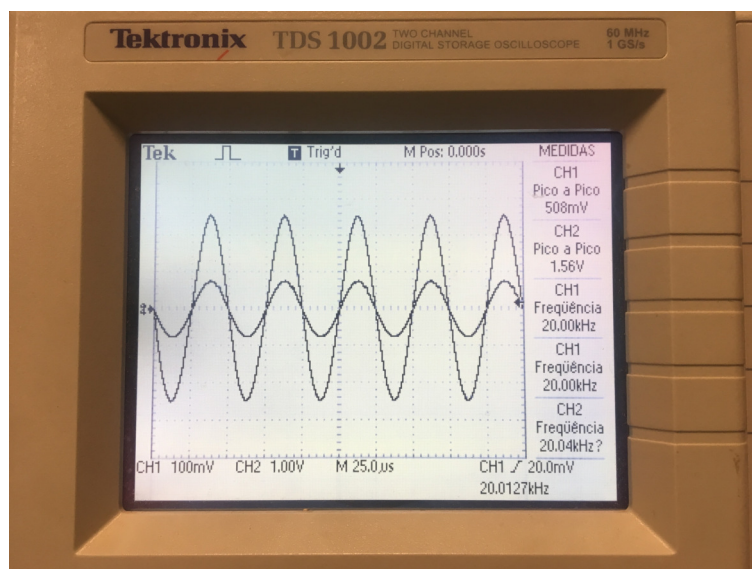 Tektronix TDS 1002 TWO CHANNEL DIGITAL STORAGE OSCILLOSCOPE 60 MHz 1 GS/s
Tek T Trig'd M Pos: 0.000s MEDIDAS
CH1
Pico a Pico
508mV
CH2
Pico a Pico
1.56V
CH1
Freqüência
20.00kHz
CH1
Freqüência
20.00kHz
CH2
Freqüência
20.04kHz?
CH1 100mV CH2 1.00V M 25.0µs CH1 20.0mV
20.0127kHz